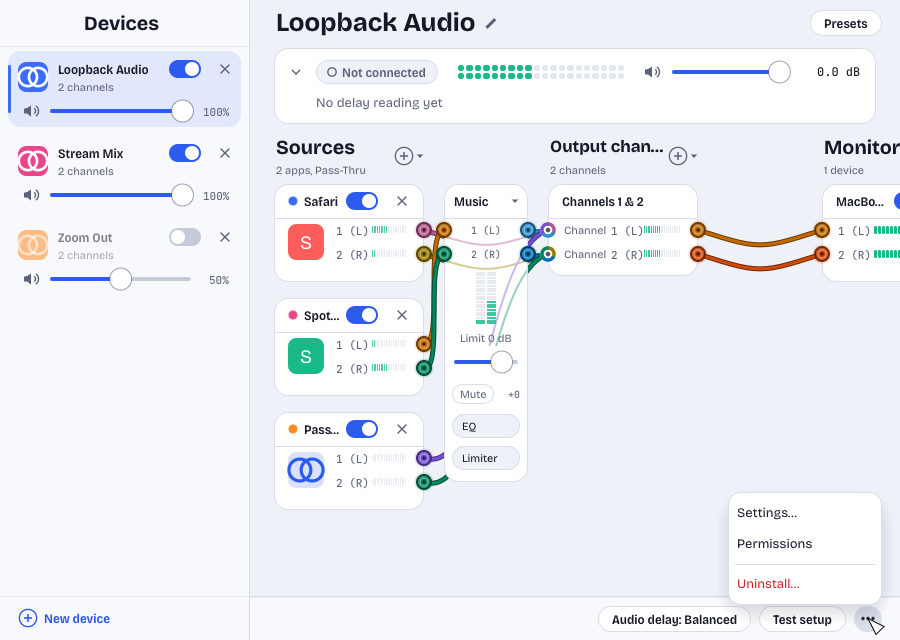 Devices
Loopback Audio
2 channels
100%
Stream Mix
2 channels
100%
Zoom Out
2 channels
50%
New device
Loopback Audio
Presets
Not connected
0.0 dB
No delay reading yet
Sources
2 apps, Pass-Thru
Safari
S
1 (L)
2 (R)
Spot...
S
1 (L)
2 (R)
Pass...
1 (L)
2 (R)
Music
1 (L)
2 (R)
Limit 0 dB
Mute
+0
EQ
Limiter
Output chan...
2 channels
Channels 1 & 2
Channel 1 (L)
Channel 2 (R)
Monitor
1 device
MacBo...
1 (L)
2 (R)
Settings...
Permissions
Uninstall...
Audio delay: Balanced
Test setup